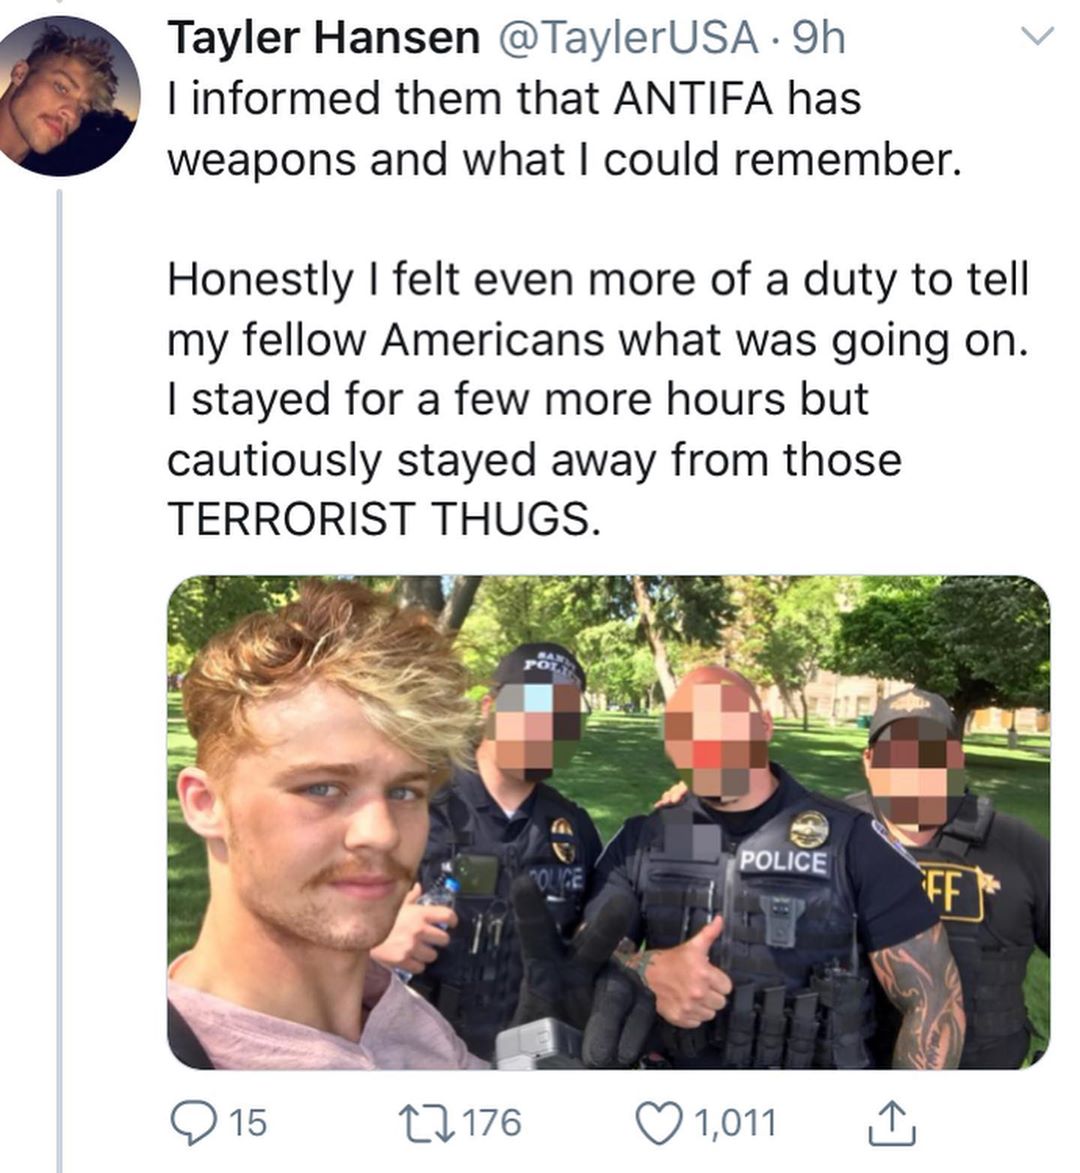 Tayler Hansen @TaylerUSA · 9h
I informed them that ANTIFA has
weapons and what I could remember.
Honestly I felt even more of a duty to tell
my fellow Americans what was going on.
I stayed for a few more hours but
cautiously stayed away from those
TERRORIST THUGS.
POLICE
POLICE
FF
15 176 1,011